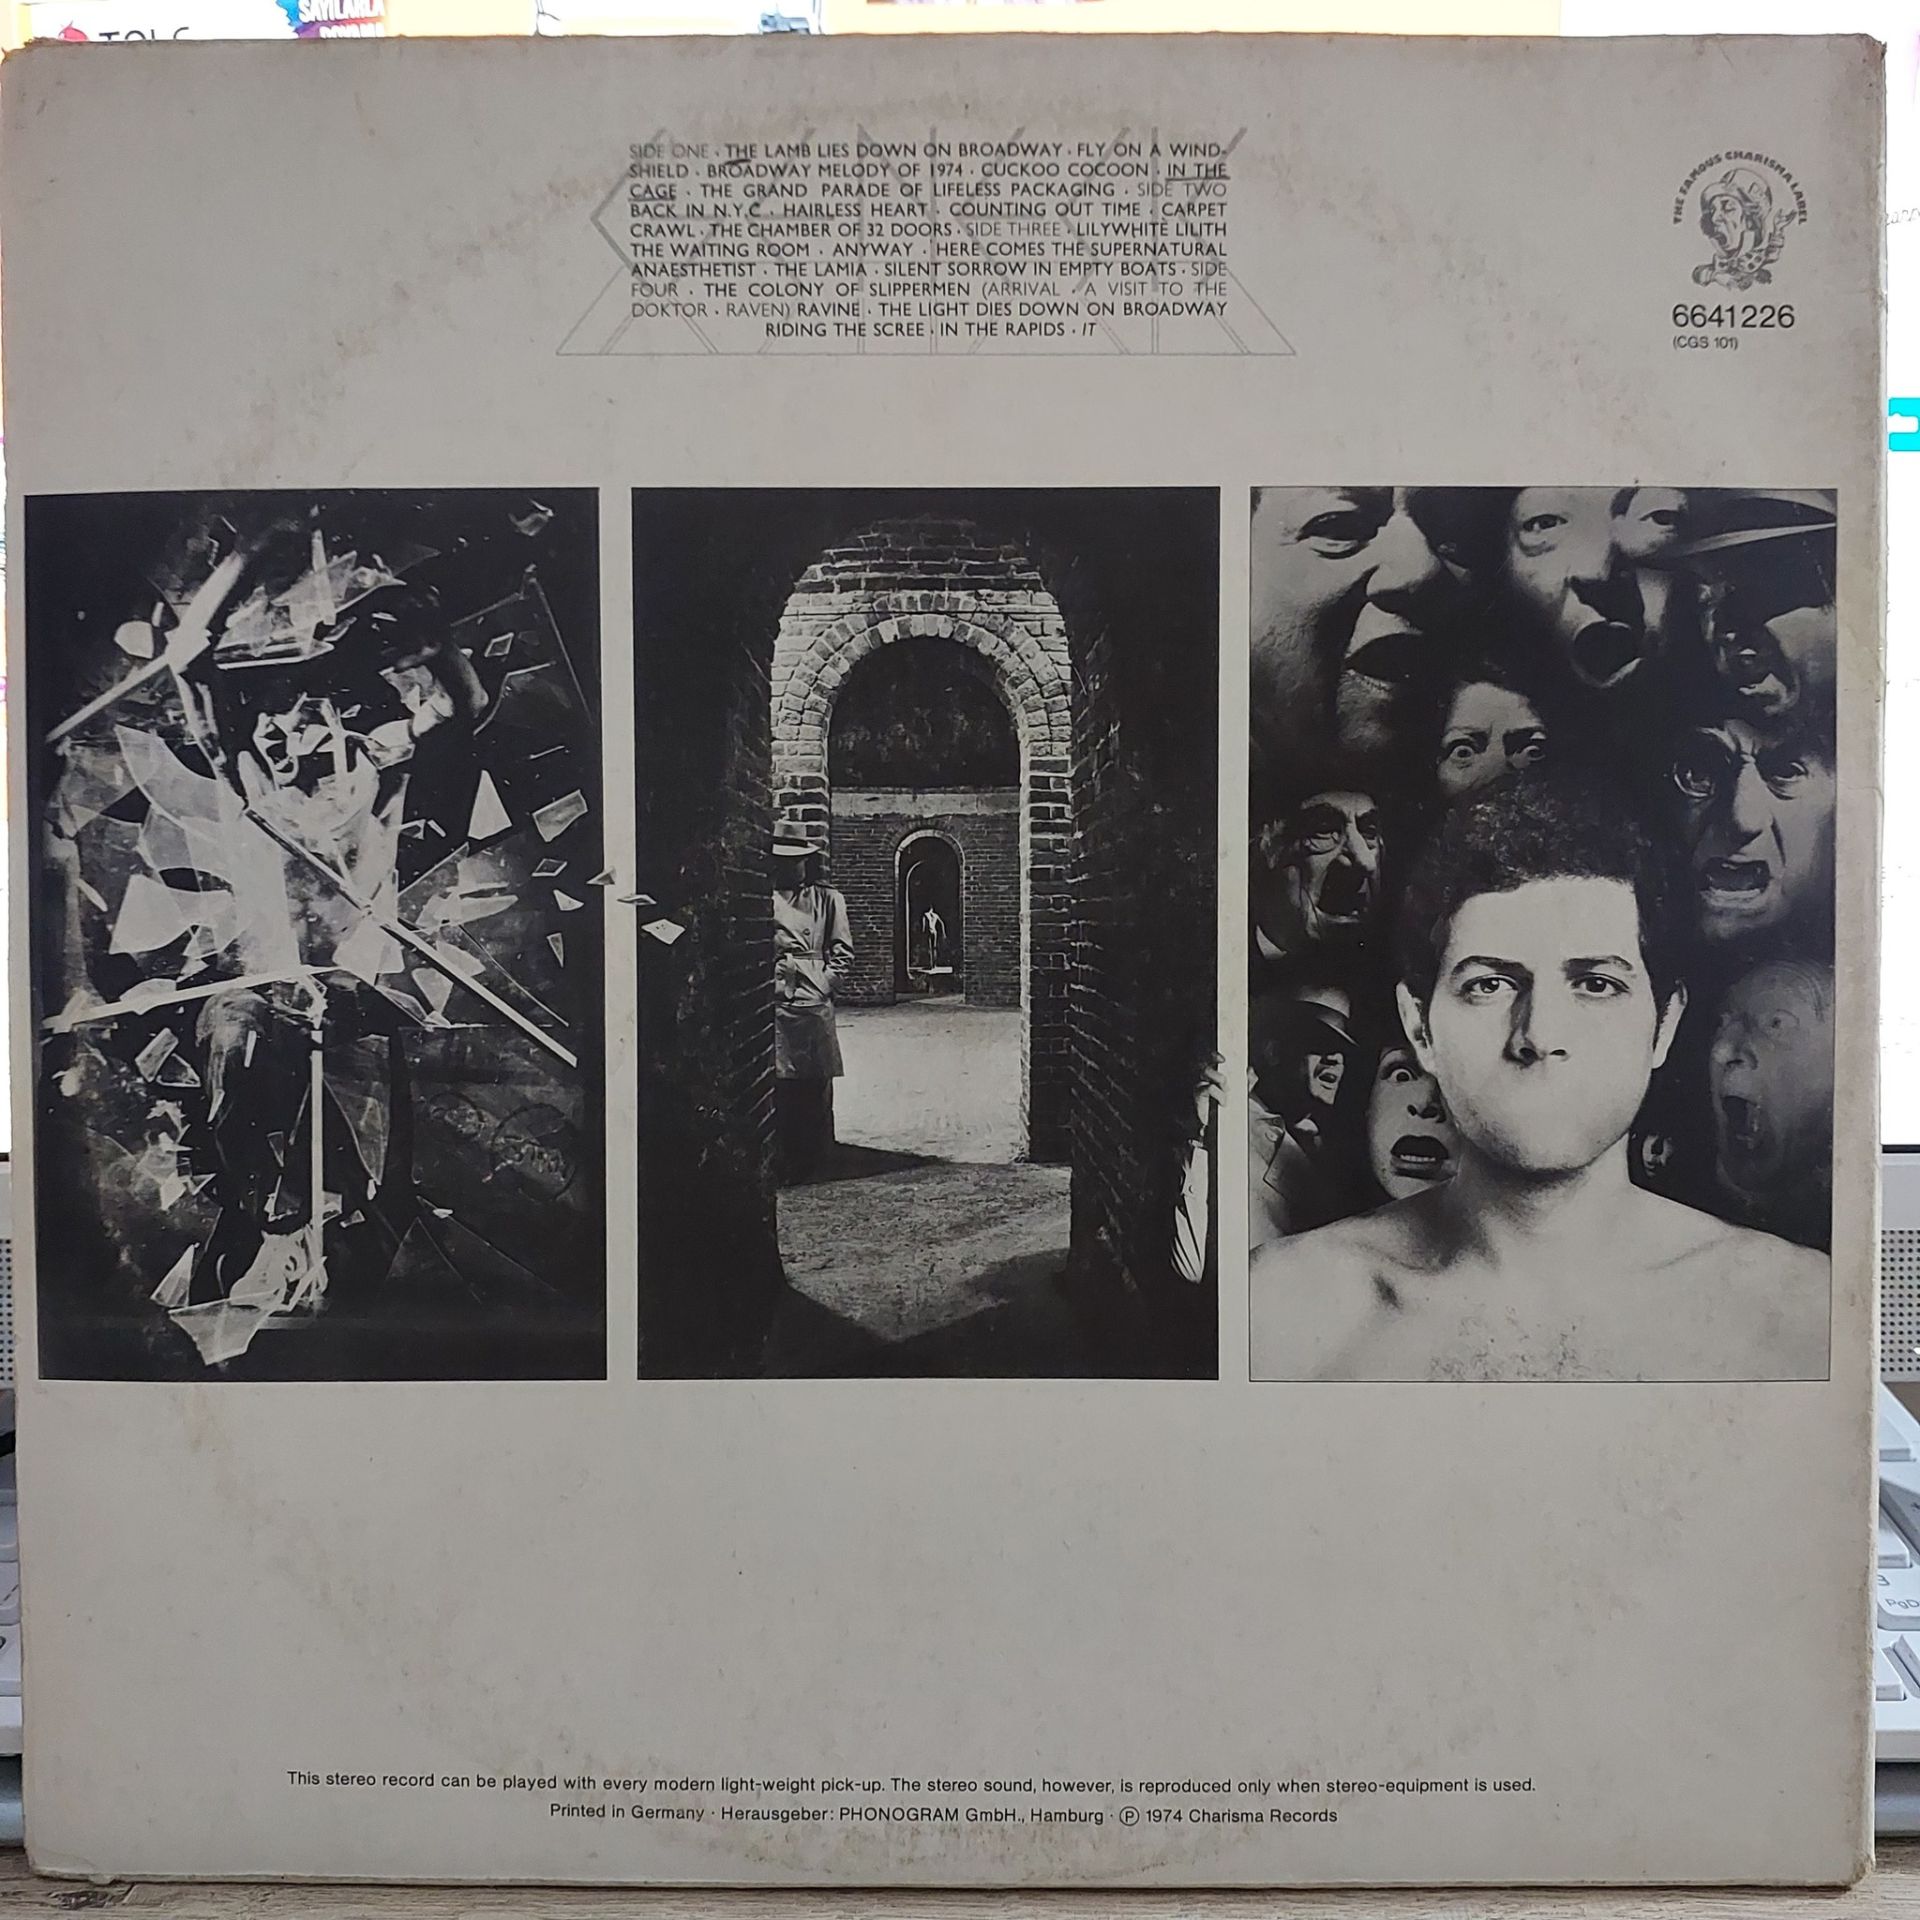 SAYILARLA
SIDE ONE · THE LAMB LIES DOWN ON BROADWAY · FLY ON A WIND-
SHIELD · BROADWAY MELODY OF 1974 · CUCKOO COCOON · IN THE
CAGE · THE GRAND PARADE OF LIFELESS PACKAGING · SIDE TWO
BACK IN N.Y.C · HAIRLESS HEART · COUNTING OUT TIME · CARPET
CRAWL · THE CHAMBER OF 32 DOORS · SIDE THREE · LILYWHITE LILITH
THE WAITING ROOM · ANYWAY · HERE COMES THE SUPERNATURAL
ANAESTHETIST · THE LAMIA · SILENT SORROW IN EMPTY BOATS · SIDE
FOUR · THE COLONY OF SLIPPERMEN (ARRIVAL · A VISIT TO THE
DOKTOR · RAVEN) RAVINE · THE LIGHT DIES DOWN ON BROADWAY
RIDING THE SCREE · IN THE RAPIDS · IT
THE FAMOUS CHARISMA LABEL
6641226
(CGS 101)
This stereo record can be played with every modern light-weight pick-up. The stereo sound, however, is reproduced only when stereo-equipment is used.
Printed in Germany · Herausgeber: PHONOGRAM GmbH., Hamburg · Ⓟ 1974 Charisma Records